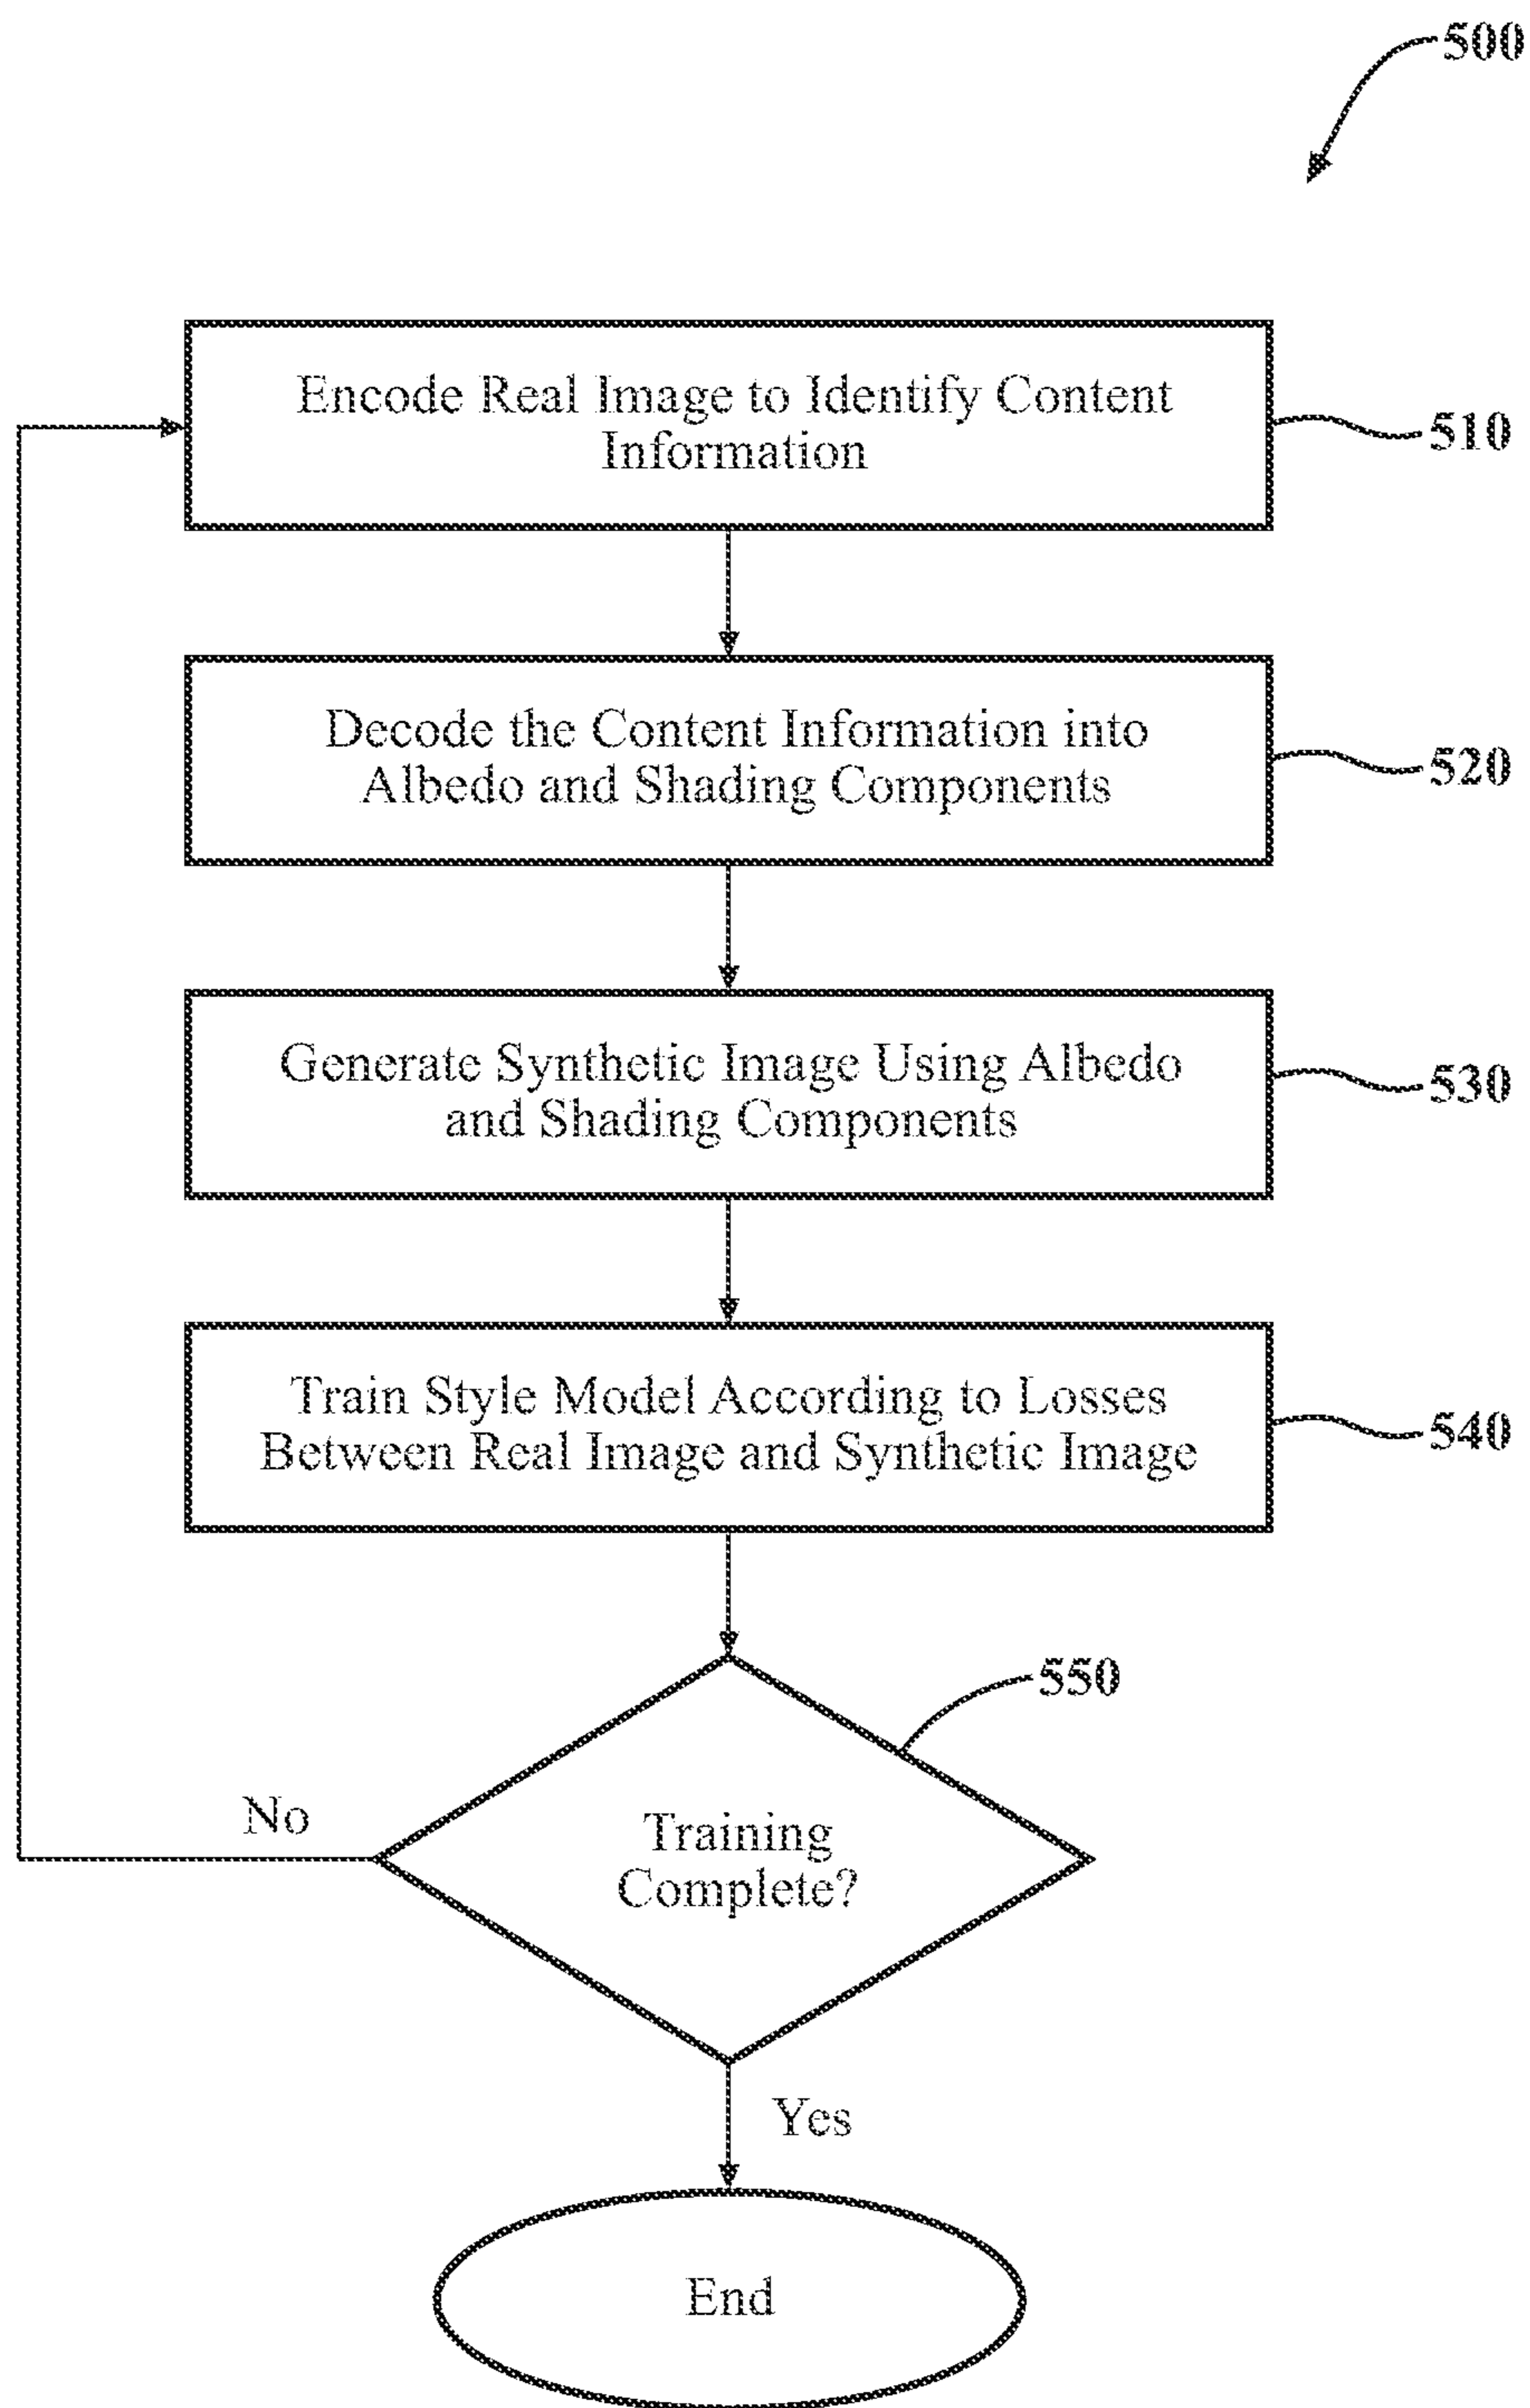 500
Encode Real Image to Identify Content
Information
510
Decode the Content Information into
Albedo and Shading Components
520
Generate Synthetic Image Using Albedo
and Shading Components
530
Train Style Model According to Losses
Between Real Image and Synthetic Image
540
550
Training
Complete?
No
Yes
End